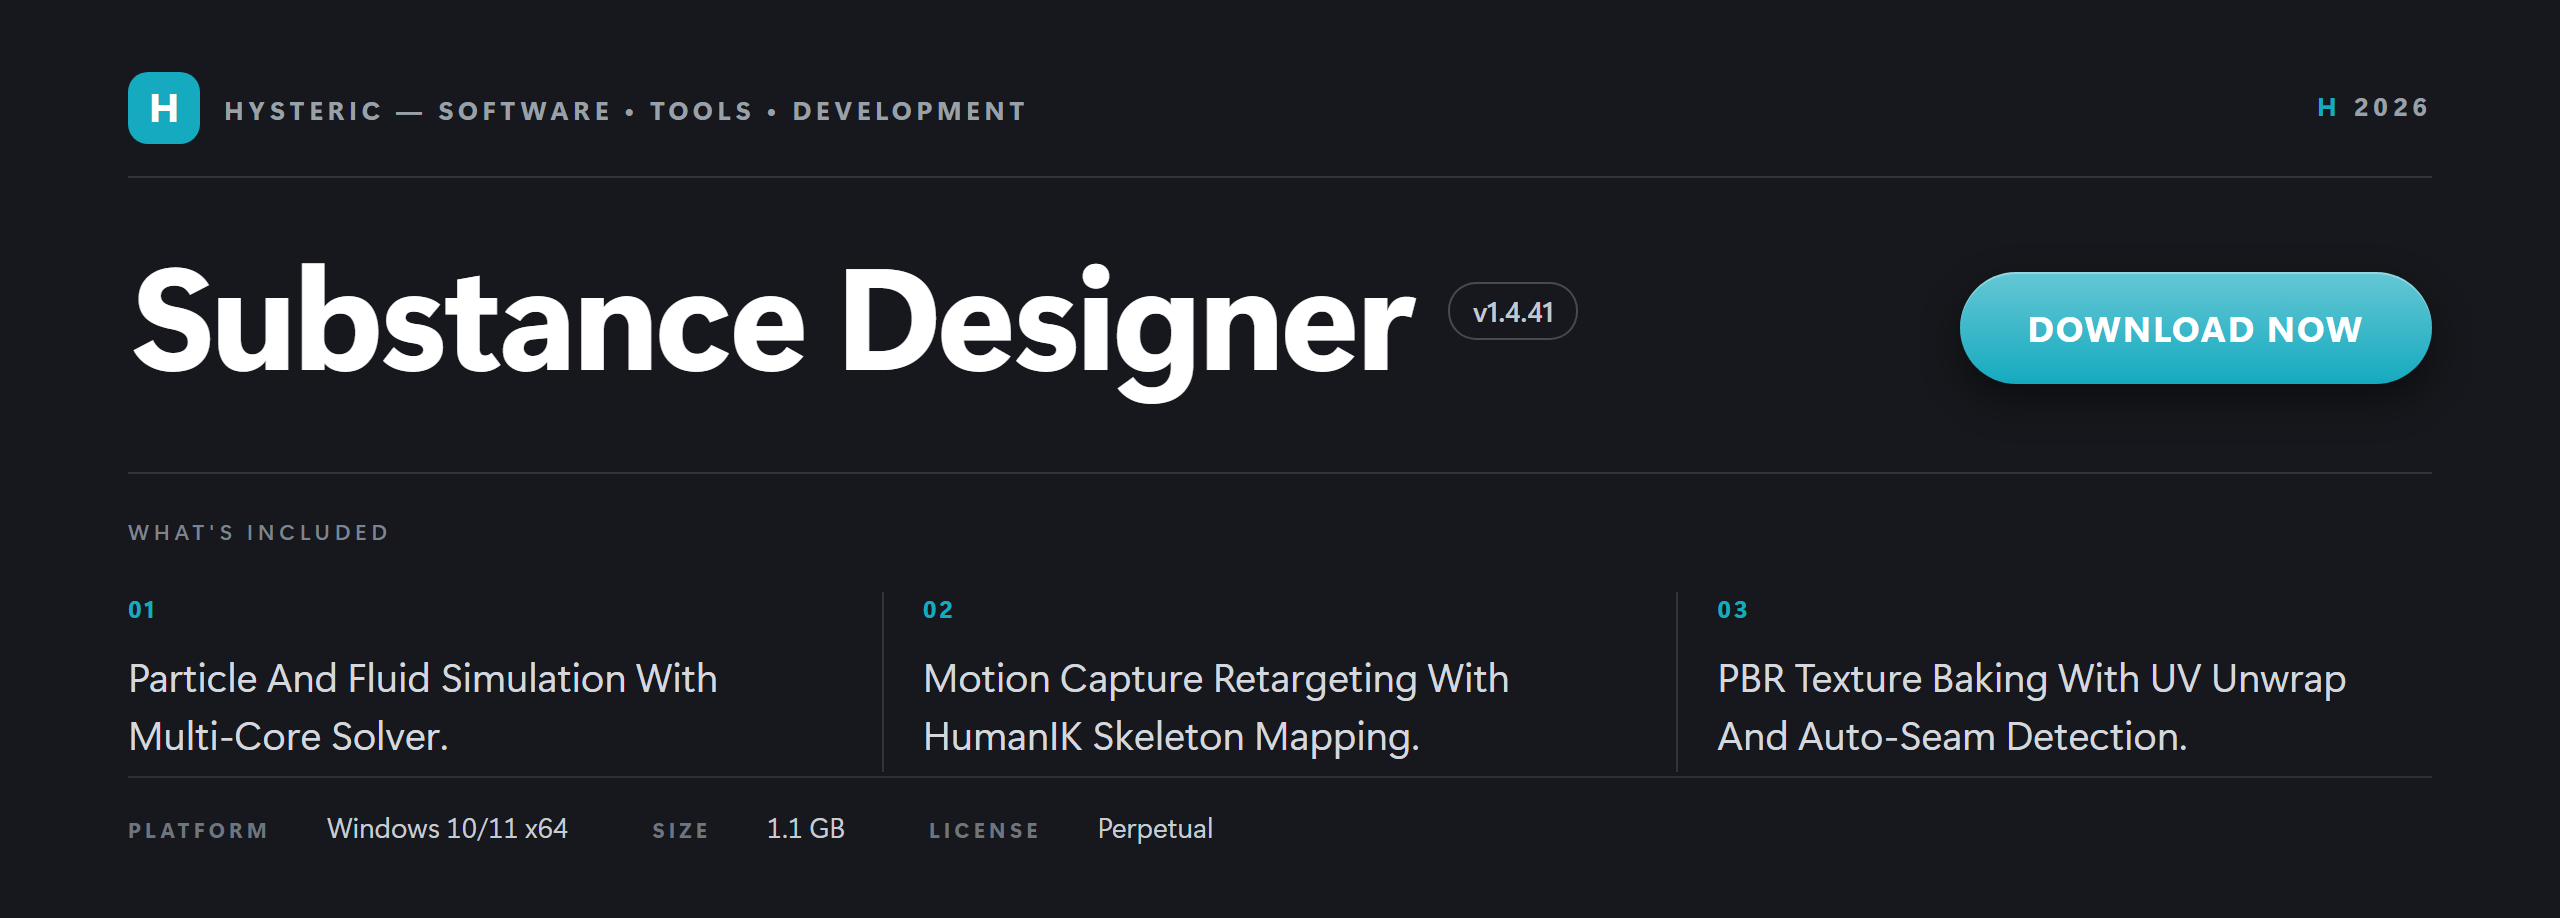 H HYSTERIC — SOFTWARE • TOOLS • DEVELOPMENT
H 2026
Substance Designer v1.4.41
DOWNLOAD NOW
WHAT'S INCLUDED
01
Particle And Fluid Simulation With
Multi-Core Solver.
02
Motion Capture Retargeting With
HumanIK Skeleton Mapping.
03
PBR Texture Baking With UV Unwrap
And Auto-Seam Detection.
PLATFORM Windows 10/11 x64 SIZE 1.1 GB LICENSE Perpetual